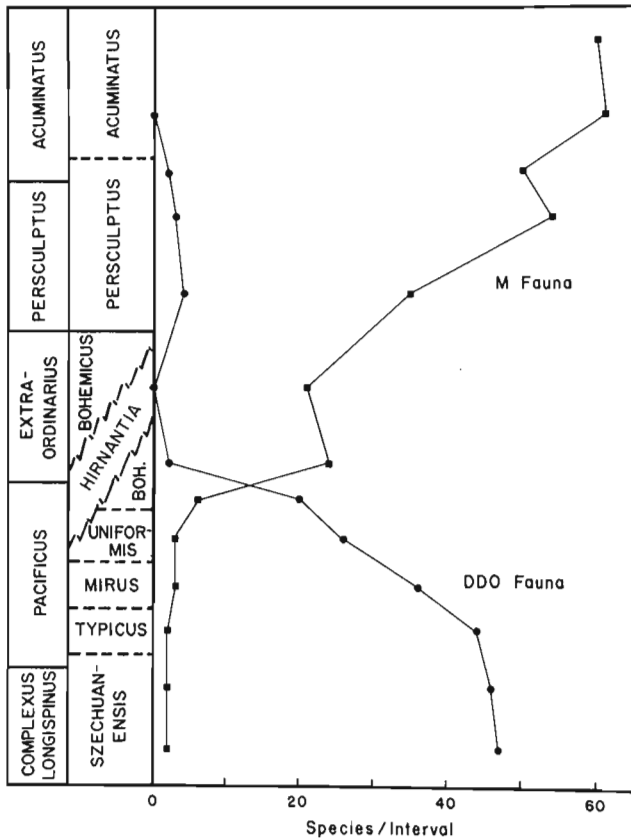 ACUMINATUS
PERSCULPTUS
EXTRA-
ORDINARIUS
PACIFICUS
COMPLEXUS
LONGISPINUS
ACUMINATUS
PERSCULPTUS
BOHEMICUS
HIRNANTIA
BOH.
UNIFOR-
MIS
MIRUS
TYPICUS
SZECHUAN-
ENSIS
M Fauna
DDO Fauna
0 20 40 60
Species/Interval